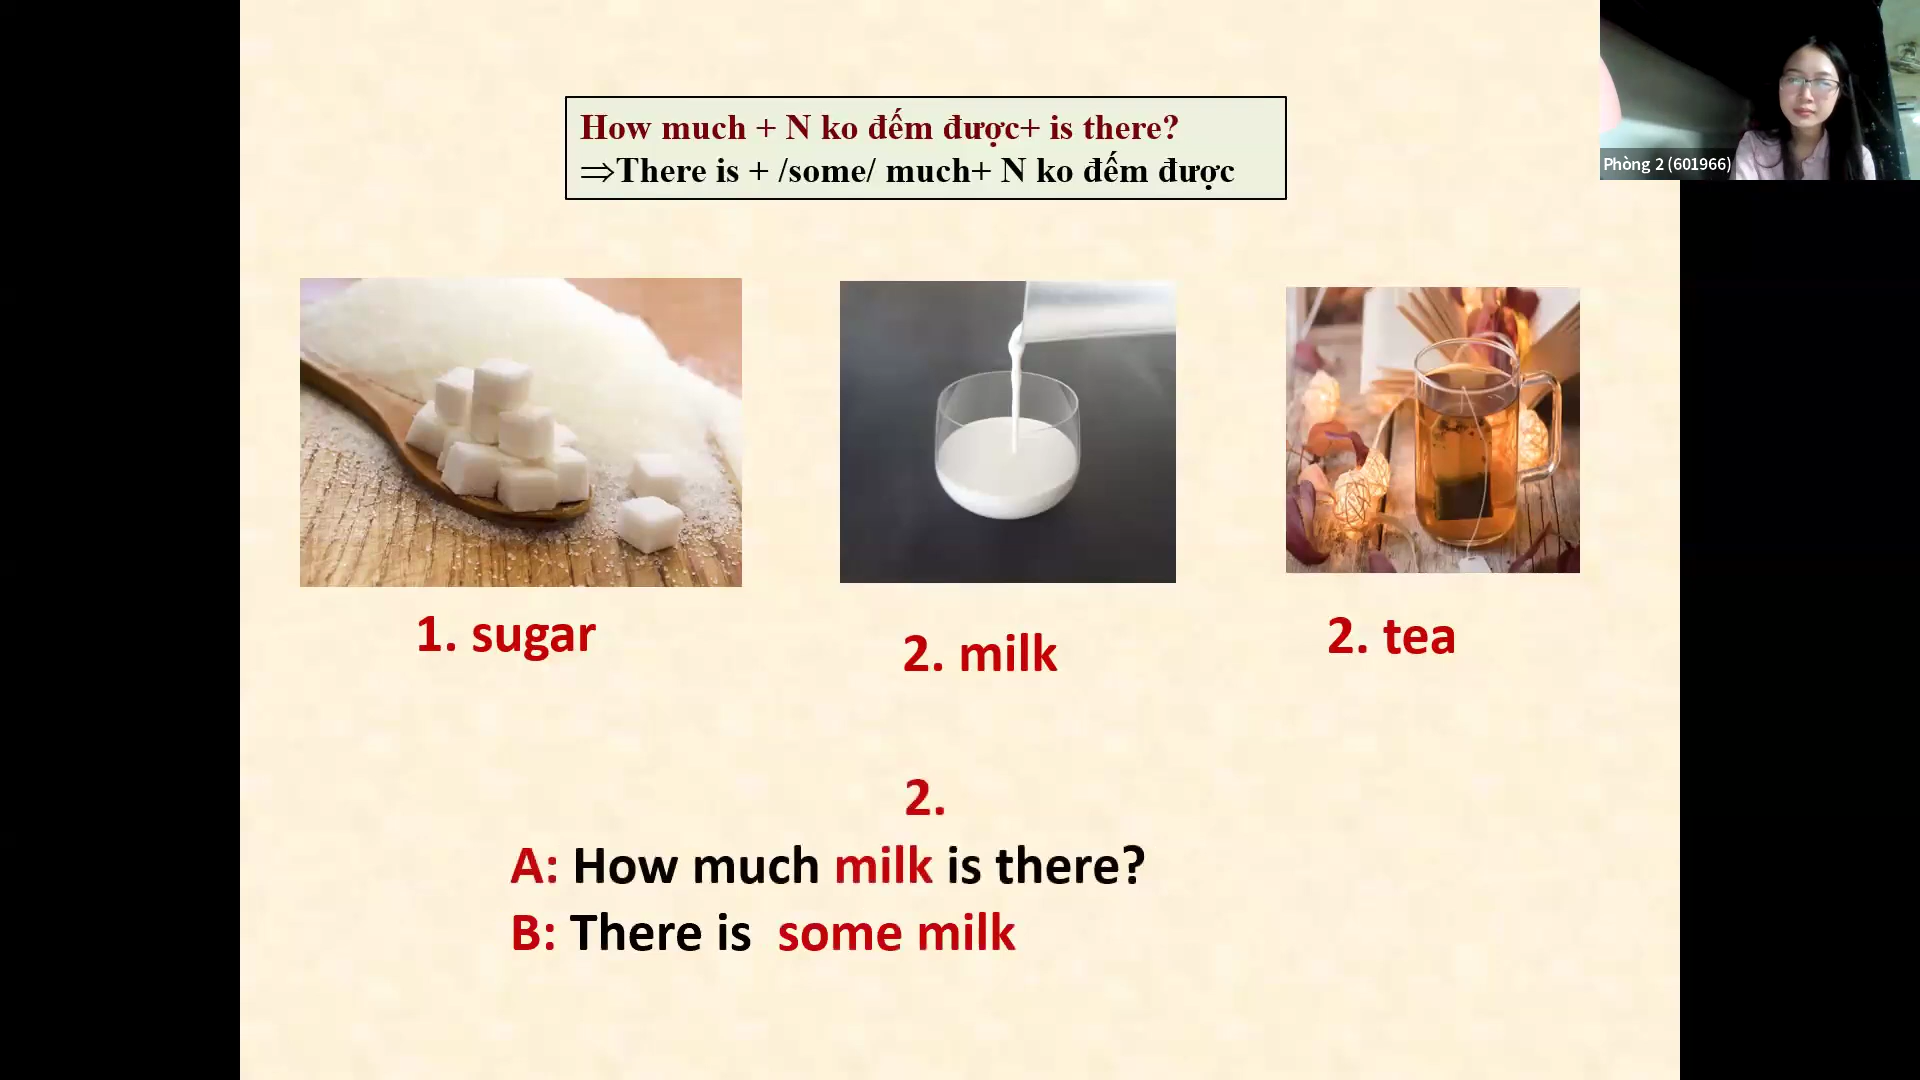 How much + N ko đếm được+ is there?
⇒There is + /some/ much+ N ko đếm được
Phòng 2 (601966)
1. sugar
2. milk
2. tea
2.
A: How much milk is there?
B: There is some milk